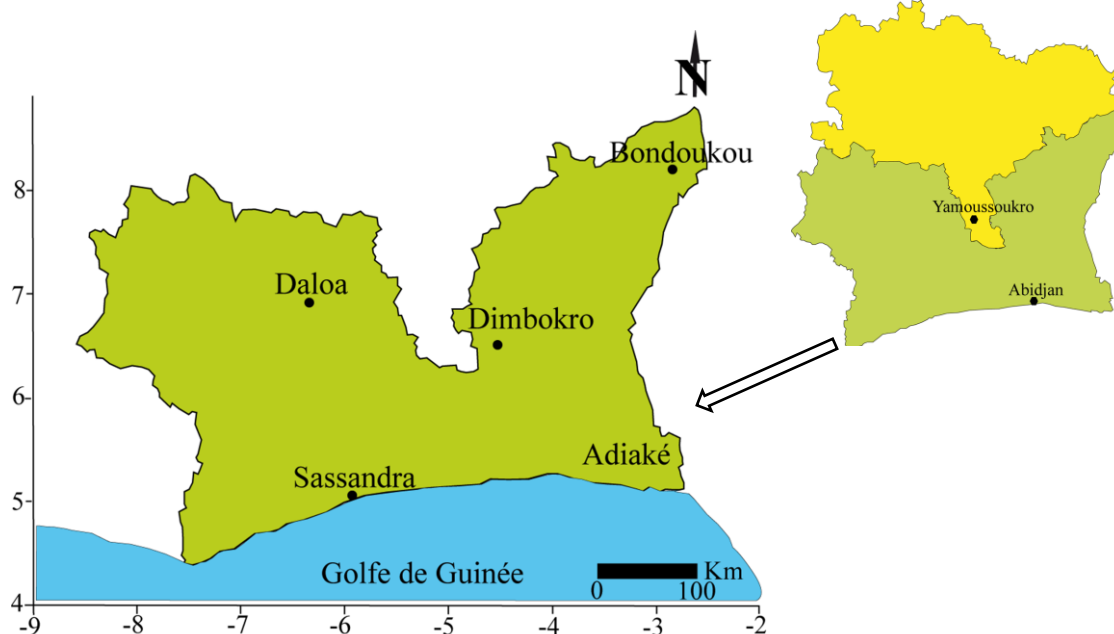 N
Bondoukou
8
Yamoussoukro
Daloa
7
Abidjan
Dimbokro
6
Adiaké
Sassandra
5
Golfe de Guinée
Km
0 100
4
-9 -8 -7 -6 -5 -4 -3 -2